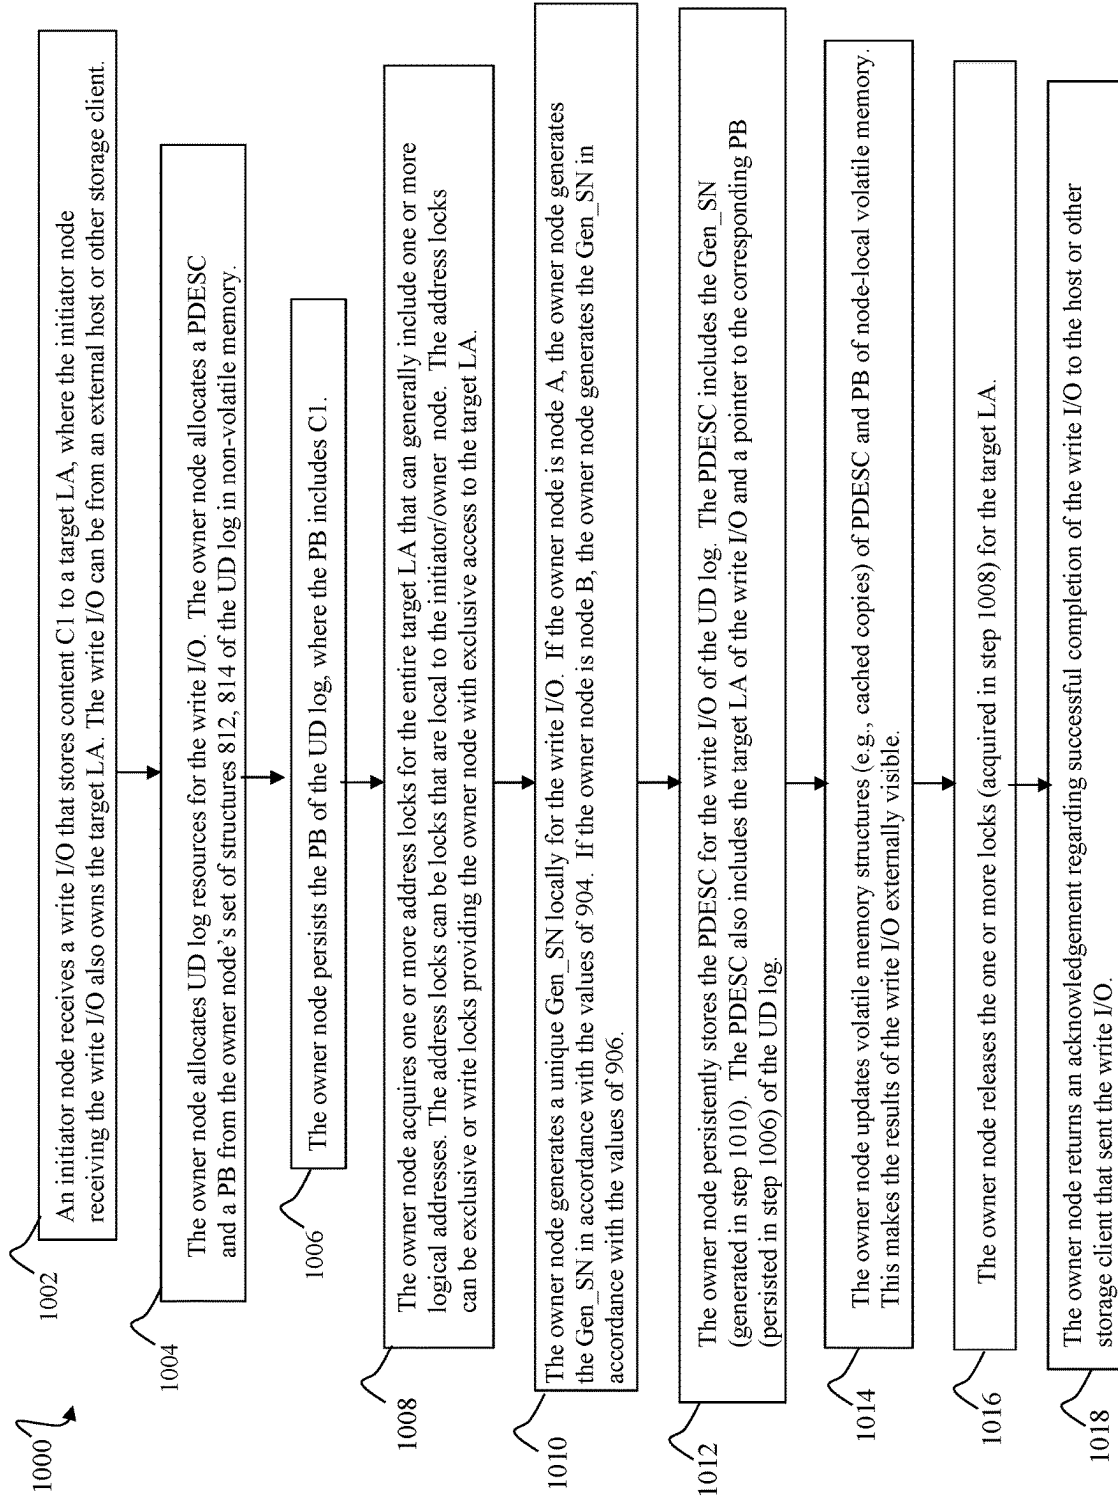 1000
1002
An initiator node receives a write I/O that stores content C1 to a target LA, where the initiator node
receiving the write I/O also owns the target LA. The write I/O can be from an external host or other storage client.
1004
The owner node allocates UD log resources for the write I/O. The owner node allocates a PDESC
and a PB from the owner node's set of structures 812, 814 of the UD log in non-volatile memory.
1006
The owner node persists the PB of the UD log, where the PB includes C1.
1008
The owner node acquires one or more address locks for the entire target LA that can generally include one or more
logical addresses. The address locks can be locks that are local to the initiator/owner node. The address locks
can be exclusive or write locks providing the owner node with exclusive access to the target LA.
1010
The owner node generates a unique Gen_SN locally for the write I/O. If the owner node is node A, the owner node generates
the Gen_SN in accordance with the values of 904. If the owner node is node B, the owner node generates the Gen_SN in
accordance with the values of 906.
1012
The owner node persistently stores the PDESC for the write I/O of the UD log. The PDESC includes the Gen_SN
(generated in step 1010). The PDESC also includes the target LA of the write I/O and a pointer to the corresponding PB
(persisted in step 1006) of the UD log.
1014
The owner node updates volatile memory structures (e.g., cached copies) of PDESC and PB of node-local volatile memory.
This makes the results of the write I/O externally visible.
1016
The owner node releases the one or more locks (acquired in step 1008) for the target LA.
1018
The owner node returns an acknowledgement regarding successful completion of the write I/O to the host or other
storage client that sent the write I/O.